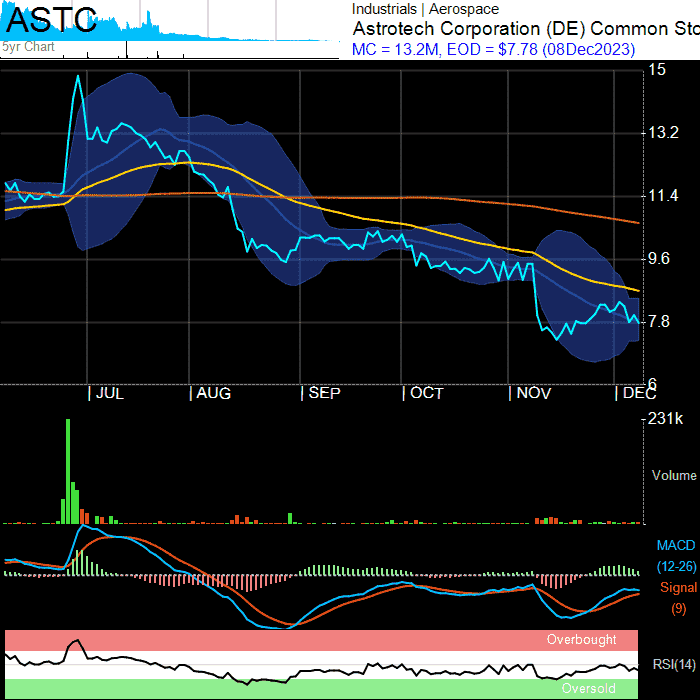 ASTC
5yr Chart
Industrials | Aerospace
Astrotech Corporation (DE) Common Sto
MC = 13.2M, EOD = $7.78 (08Dec2023)
15
13.2
11.4
9.6
7.8
6
JUL AUG SEP OCT NOV DEC
231k
Volume
MACD
(12-26)
Signal
(9)
Overbought
RSI(14)
Oversold